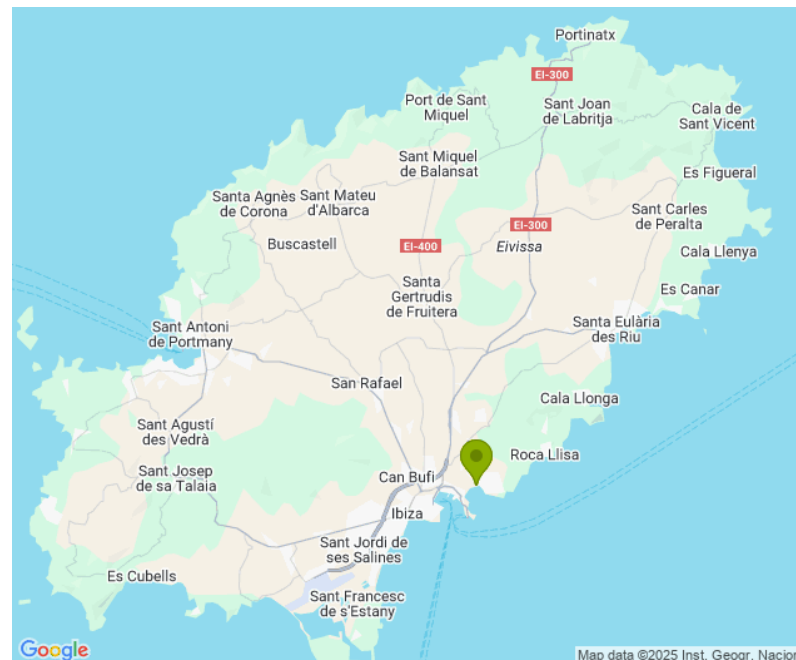 Portinatx
EI-300
Port de Sant
Miquel
Sant Joan
de Labritja
Cala de
Sant Vicent
Sant Miquel
de Balansat
Es Figueral
Santa Agnès
de Corona
Sant Mateu
d'Albarca
Sant Carles
de Peralta
EI-300
Buscastell
EI-400
Eivissa
Cala Llenya
Santa
Gertrudis
de Fruitera
Es Canar
Sant Antoni
de Portmany
Santa Eulària
des Riu
San Rafael
Cala Llonga
Sant Agustí
des Vedrà
Roca Llisa
Sant Josep
de sa Talaia
Can Bufi
Ibiza
Sant Jordi de
ses Salines
Es Cubells
Sant Francesc
de s'Estany
Google
Map data ©2025 Inst. Geogr. Nacion